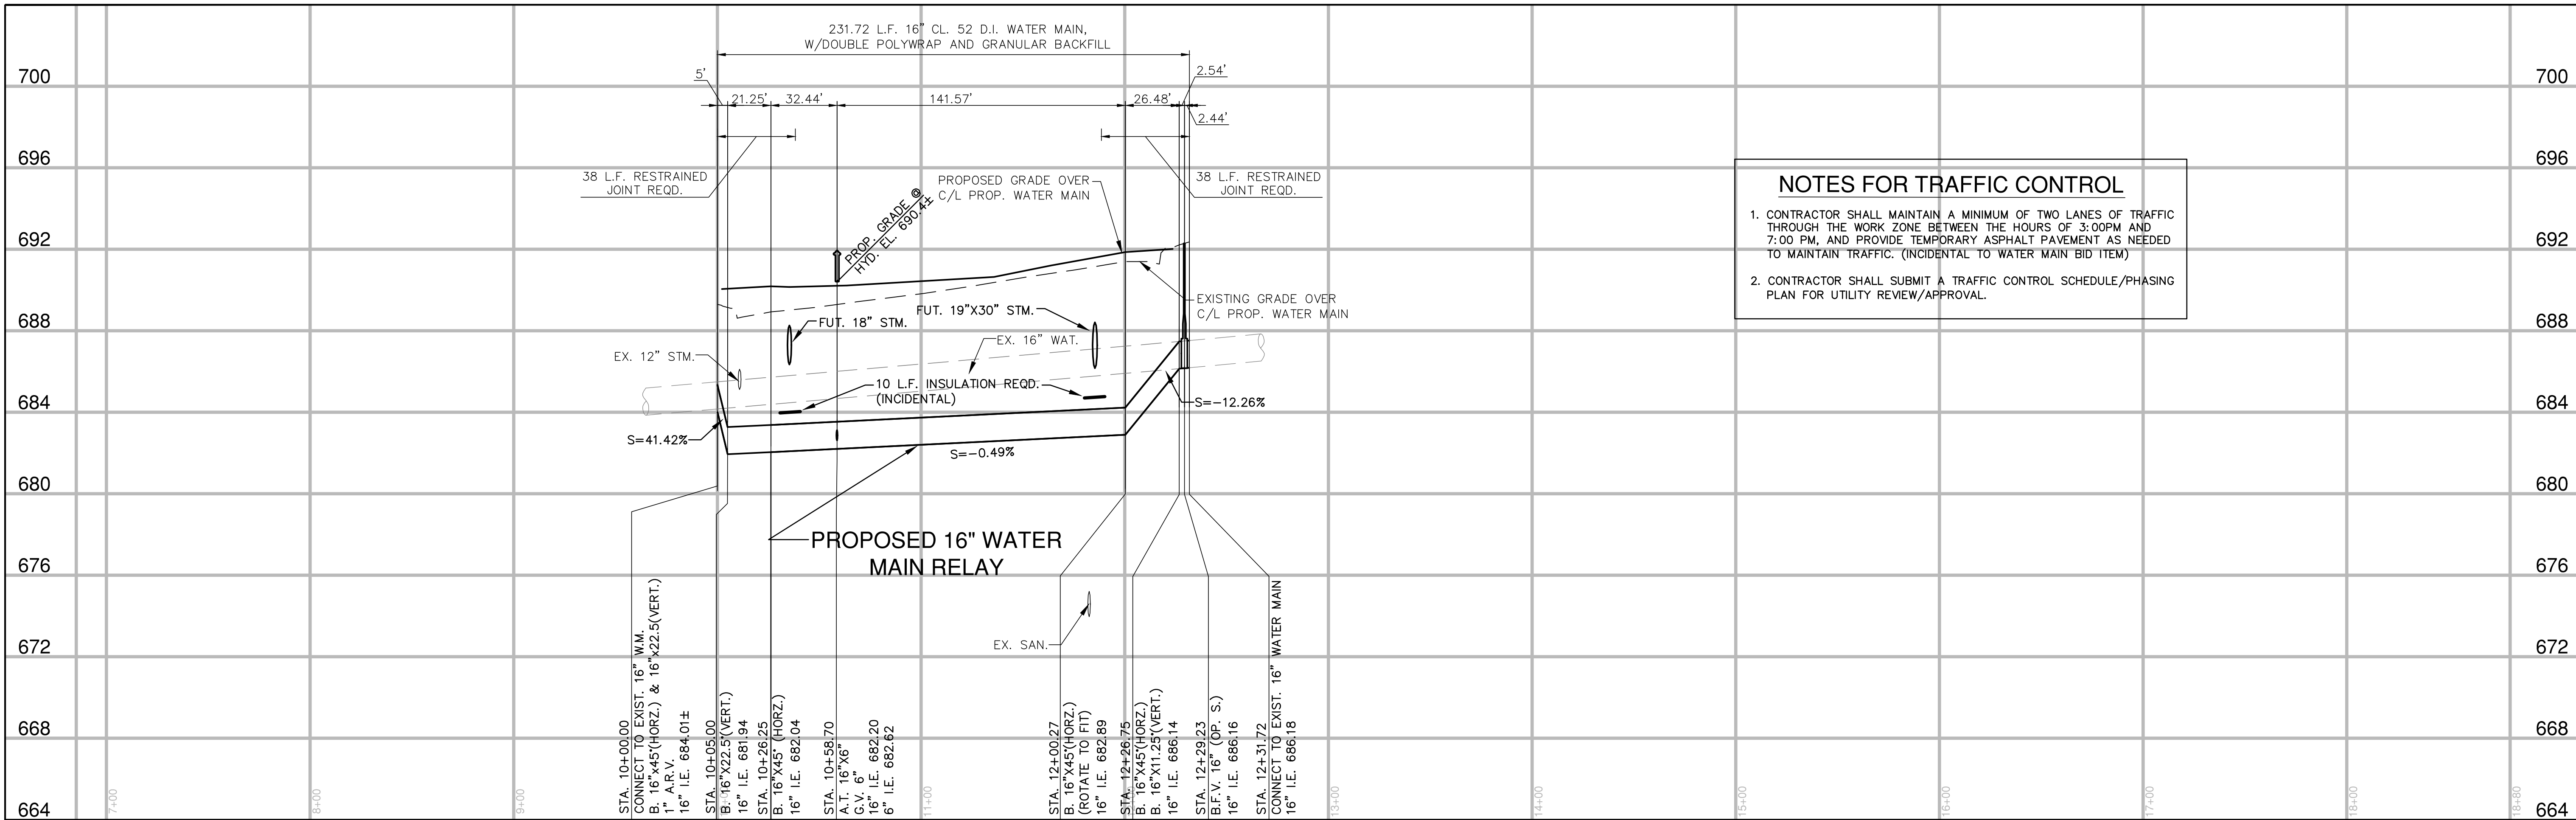 231.72 L.F. 16" CL. 52 D.I. WATER MAIN,
W/DOUBLE POLYWRAP AND GRANULAR BACKFILL
5'
21.25'
32.44'
141.57'
26.48'
2.54'
2.44'
700
700
696
696
692
692
688
688
684
684
680
680
676
676
672
672
668
668
664
664
38 L.F. RESTRAINED
JOINT REQD.
PROP. GRADE @
HYD. EL. 690.4±
PROPOSED GRADE OVER
C/L PROP. WATER MAIN
38 L.F. RESTRAINED
JOINT REQD.
NOTES FOR TRAFFIC CONTROL
1. CONTRACTOR SHALL MAINTAIN A MINIMUM OF TWO LANES OF TRAFFIC
THROUGH THE WORK ZONE BETWEEN THE HOURS OF 3:00PM AND
7:00 PM, AND PROVIDE TEMPORARY ASPHALT PAVEMENT AS NEEDED
TO MAINTAIN TRAFFIC. (INCIDENTAL TO WATER MAIN BID ITEM)
2. CONTRACTOR SHALL SUBMIT A TRAFFIC CONTROL SCHEDULE/PHASING
PLAN FOR UTILITY REVIEW/APPROVAL.
EXISTING GRADE OVER
C/L PROP. WATER MAIN
FUT. 18" STM.
FUT. 19"X30" STM.
EX. 12" STM.
EX. 16" WAT.
10 L.F. INSULATION REQD.
(INCIDENTAL)
S=41.42%
S=-0.49%
S=-12.26%
PROPOSED 16" WATER
MAIN RELAY
EX. SAN.
STA. 10+00.00
CONNECT TO EXIST. 16" W.M.
B. 16"x45°(HORZ.) & 16"x22.5(VERT.)
1" A.R.V.
16" I.E. 684.01±
STA. 10+05.00
B. 16"X22.5°(VERT.)
16" I.E. 681.94
STA. 10+26.25
B. 16"X45° (HORZ.)
16" I.E. 682.04
STA. 10+58.70
A.T. 16"X6"
G.V. 6"
16" I.E. 682.20
6" I.E. 682.62
STA. 12+00.27
B. 16"X45°(HORZ.)
(ROTATE TO FIT)
16" I.E. 682.89
STA. 12+26.75
B. 16"X45°(HORZ.)
B. 16"X11.25°(VERT.)
16" I.E. 686.14
STA. 12+29.23
B.F.V. 16" (OP. S.)
16" I.E. 686.16
STA. 12+31.72
CONNECT TO EXIST. 16" WATER MAIN
16" I.E. 686.18
7+00
8+00
9+00
11+00
13+00
14+00
15+00
16+00
17+00
18+00
18+80